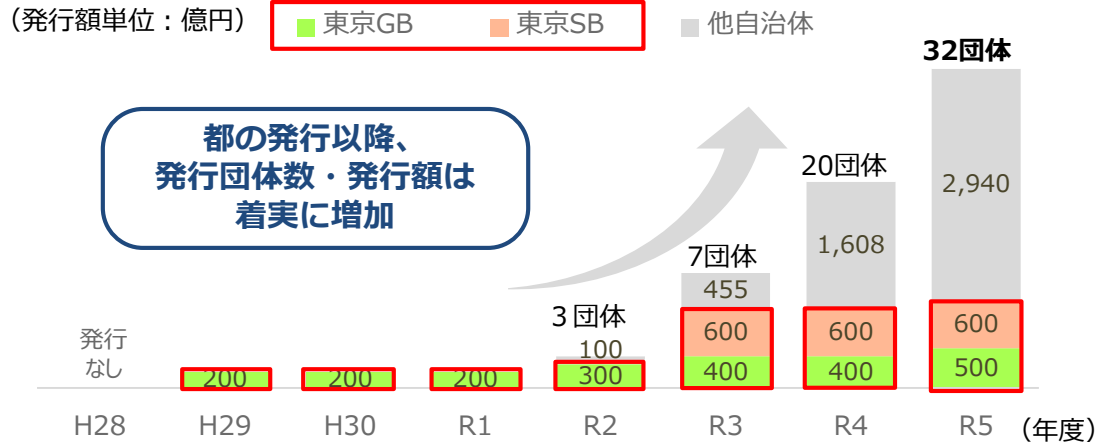 （発行額単位：億円）
東京GB
東京SB
他自治体
都の発行以降、
発行団体数・発行額は
着実に増加
発行
なし
200
200
200
３団体
100
300
7団体
455
600
400
20団体
1,608
600
400
32団体
2,940
600
500
H28 H29 H30 R1 R2 R3 R4 R5 （年度）